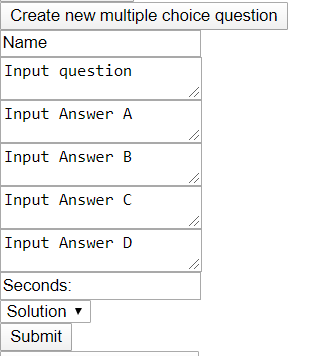 Create new multiple choice question
Name
Input question
Input Answer A
Input Answer B
Input Answer C
Input Answer D
Seconds:
Solution
Submit